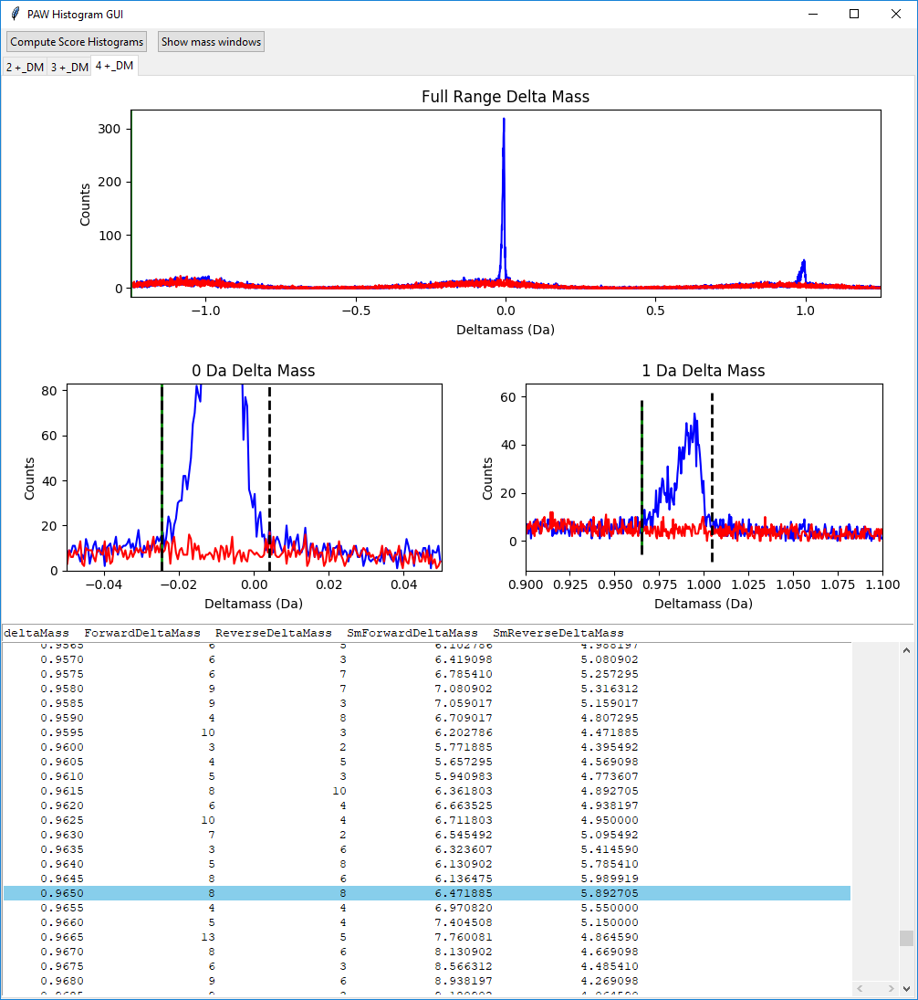 PAW Histogram GUI
Compute Score Histograms Show mass windows
2 +_DM 3 +_DM 4 +_DM
Full Range Delta Mass
300
200
100
0
Counts
−1.0 −0.5 0.0 0.5 1.0
Deltamass (Da)
0 Da Delta Mass
80
60
40
20
0
Counts
−0.04 −0.02 0.00 0.02 0.04
Deltamass (Da)
1 Da Delta Mass
60
40
20
0
Counts
0.900 0.925 0.950 0.975 1.000 1.025 1.050 1.075 1.100
Deltamass (Da)
deltaMass ForwardDeltaMass ReverseDeltaMass SmForwardDeltaMass SmReverseDeltaMass
0.9565 6 5 6.102786 4.988197
0.9570 6 3 6.419098 5.080902
0.9575 6 7 6.785410 5.257295
0.9580 9 7 7.080902 5.316312
0.9585 9 3 7.059017 5.159017
0.9590 4 8 6.709017 4.807295
0.9595 10 3 6.202786 4.471885
0.9600 3 2 5.771885 4.395492
0.9605 4 5 5.657295 4.569098
0.9610 5 3 5.940983 4.773607
0.9615 8 10 6.361803 4.892705
0.9620 6 4 6.663525 4.938197
0.9625 10 4 6.711803 4.950000
0.9630 7 2 6.545492 5.095492
0.9635 3 6 6.323607 5.414590
0.9640 5 8 6.130902 5.785410
0.9645 8 6 6.136475 5.989919
0.9650 8 8 6.471885 5.892705
0.9655 4 4 6.970820 5.550000
0.9660 5 4 7.404508 5.150000
0.9665 13 5 7.760081 4.864590
0.9670 8 6 8.130902 4.669098
0.9675 6 3 8.566312 4.485410
0.9680 9 6 8.938197 4.269098